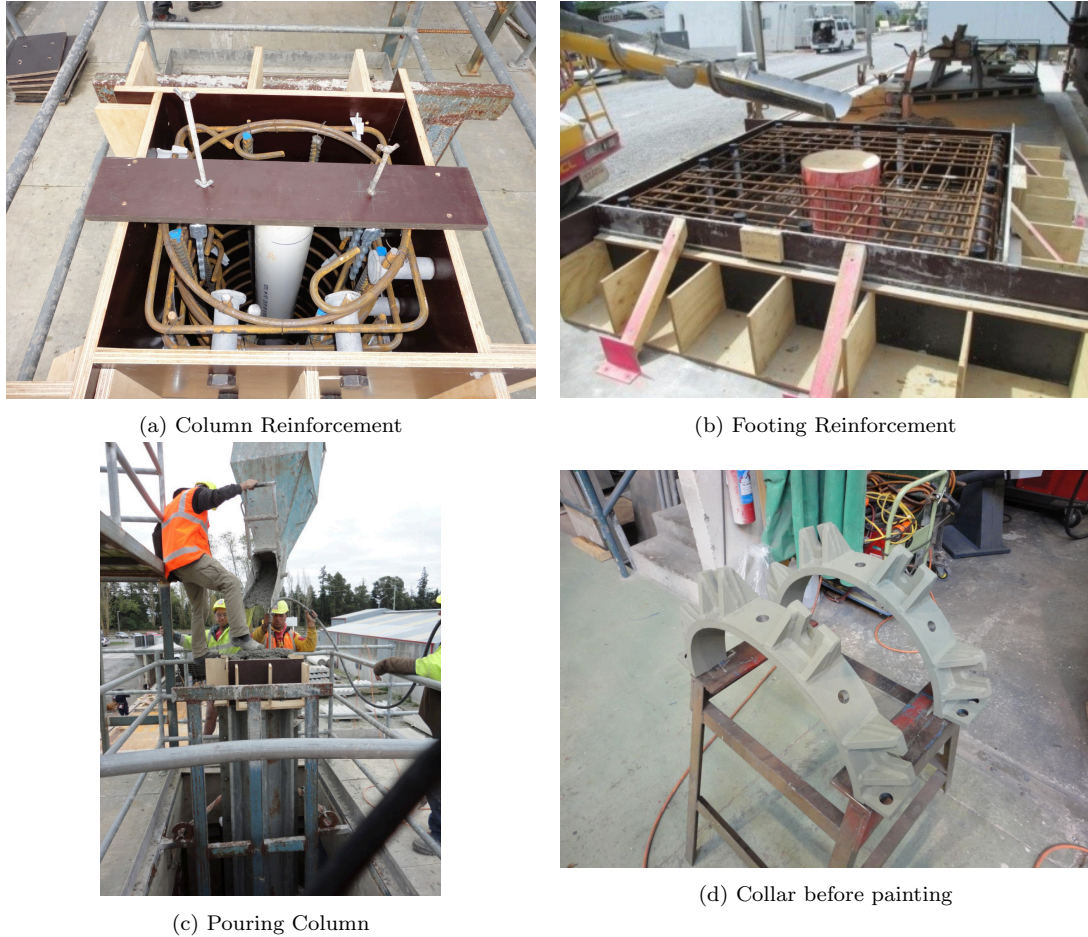 (a) Column Reinforcement
(b) Footing Reinforcement
(c) Pouring Column
(d) Collar before painting